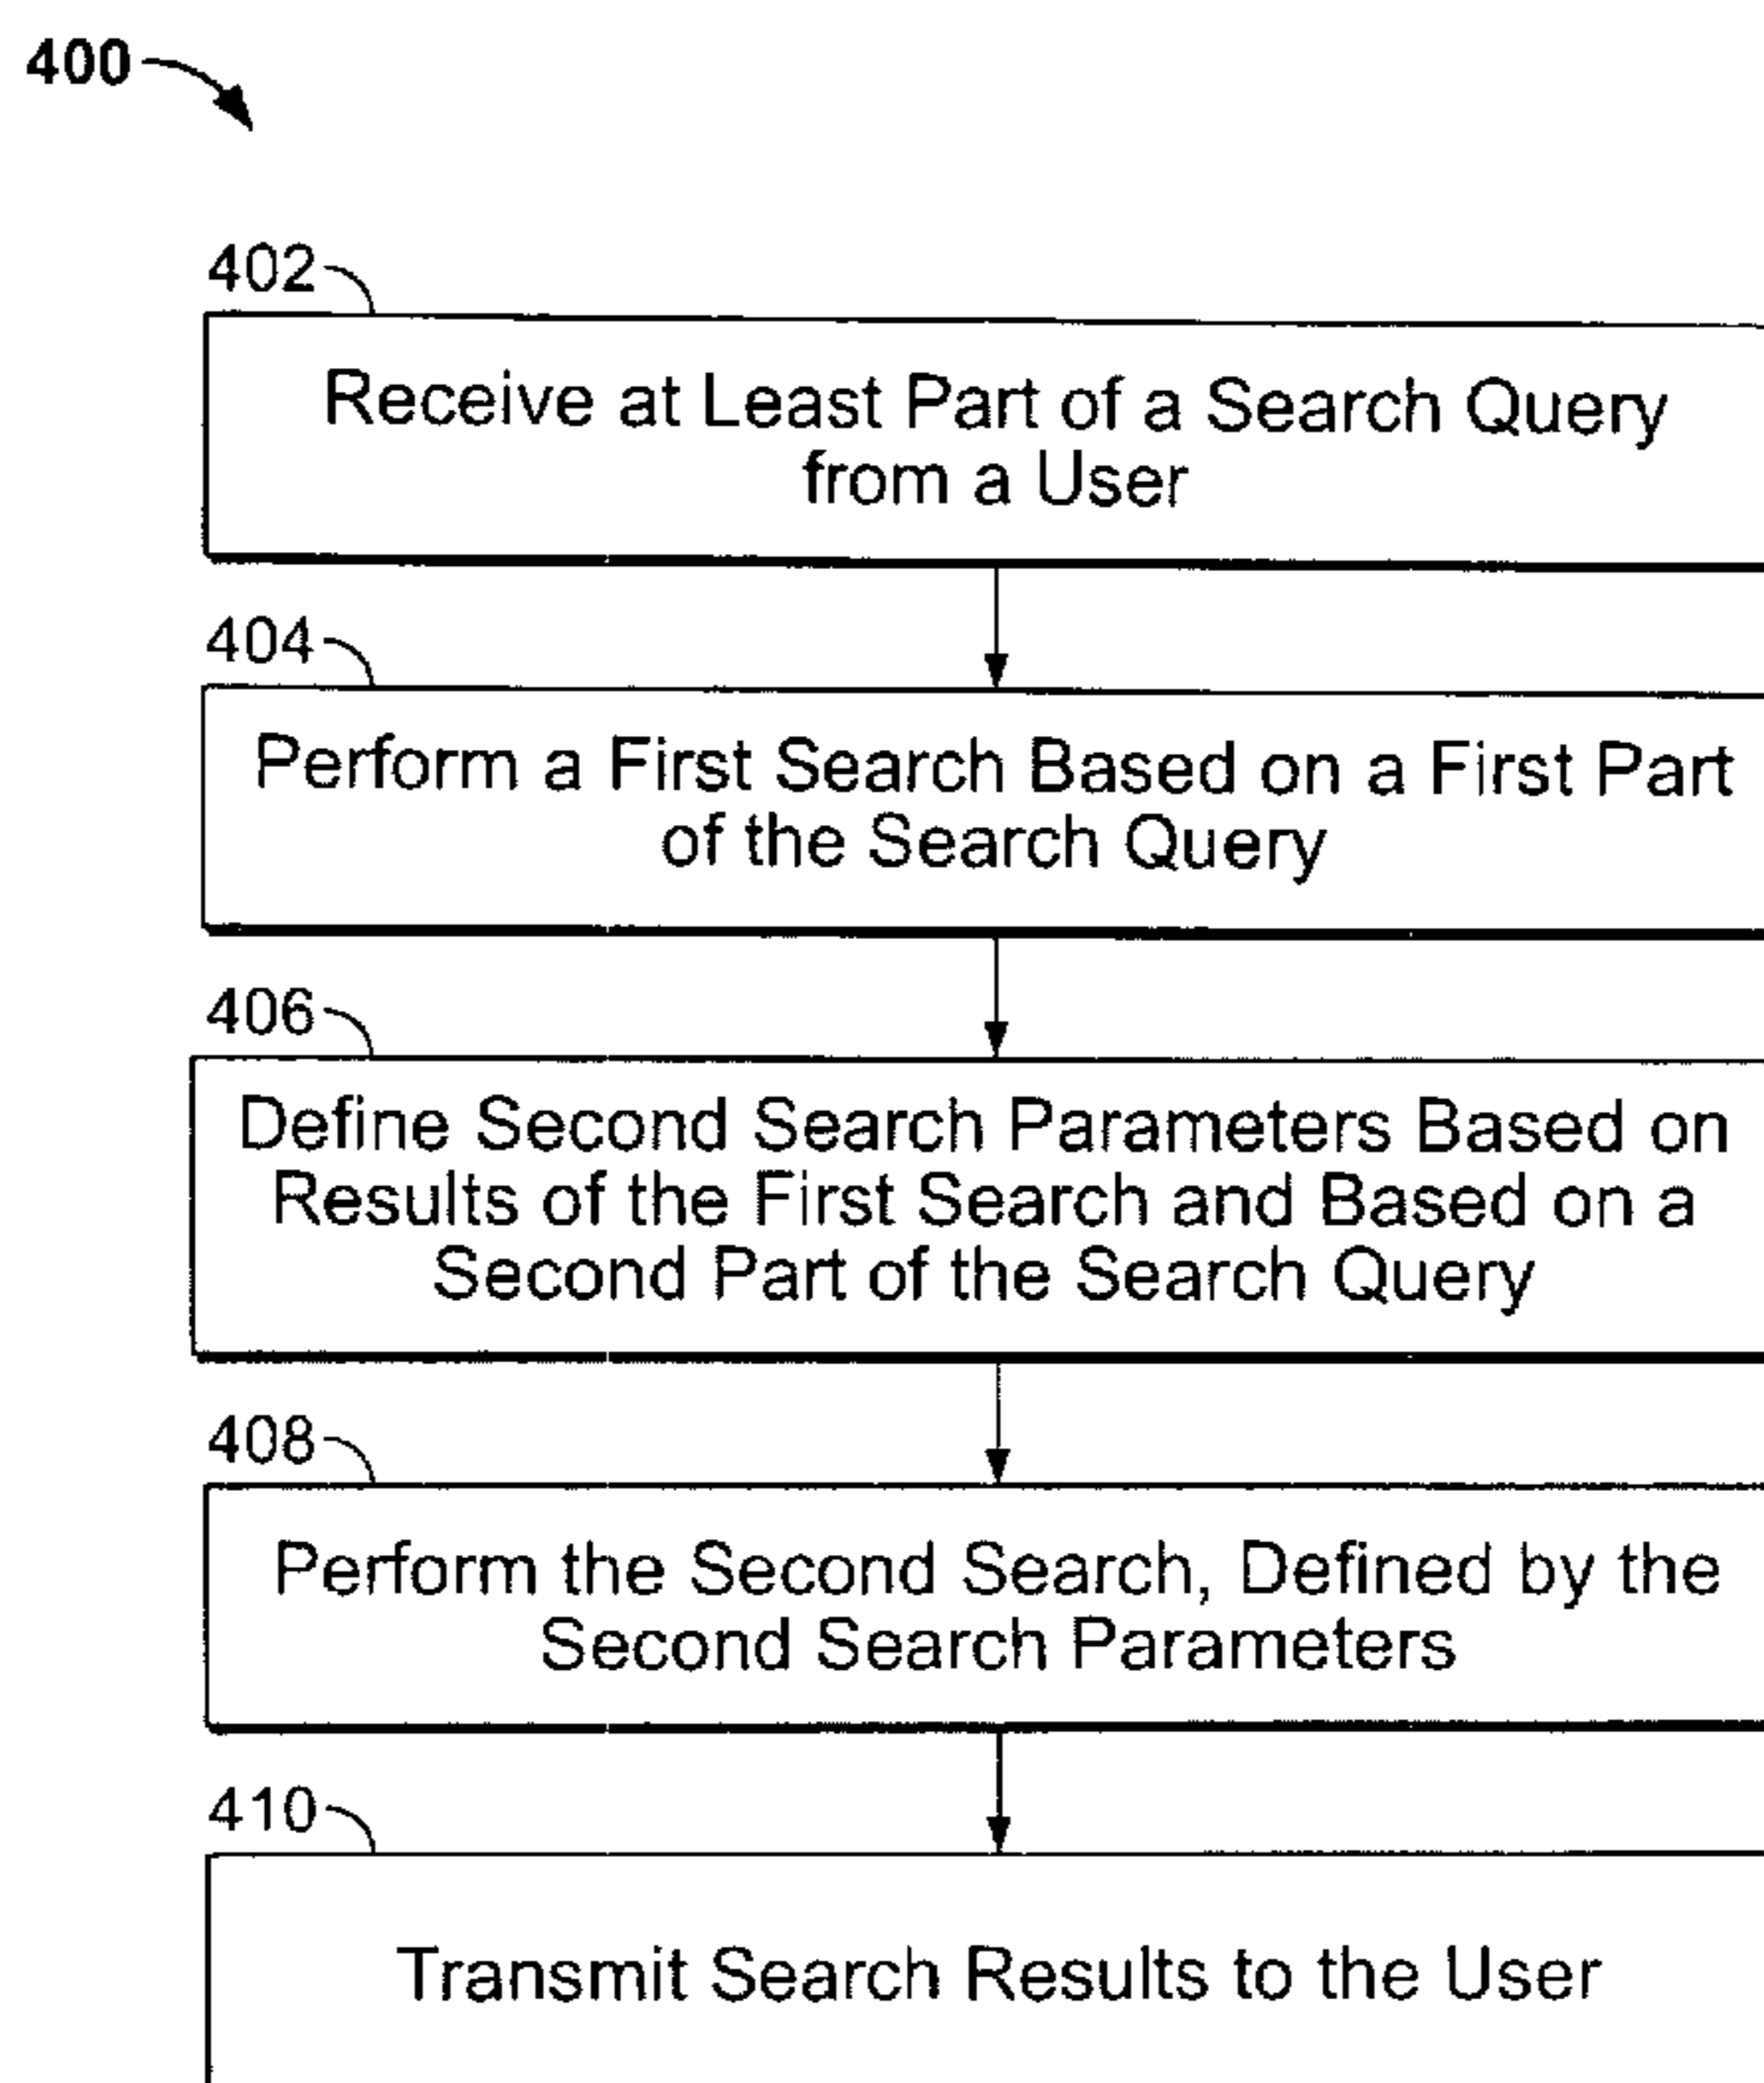 400
402
Receive at Least Part of a Search Query
from a User
404
Perform a First Search Based on a First Part
of the Search Query
406
Define Second Search Parameters Based on
Results of the First Search and Based on a
Second Part of the Search Query
408
Perform the Second Search, Defined by the
Second Search Parameters
410
Transmit Search Results to the User